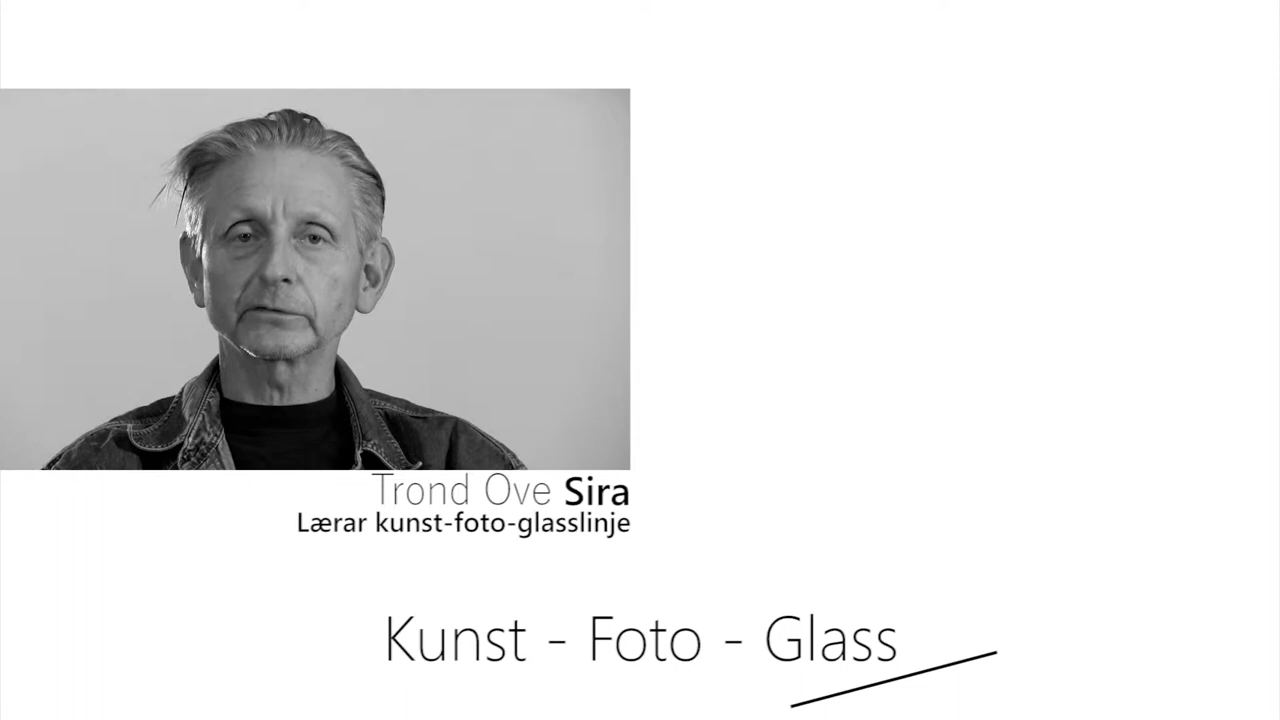 Trond Ove Sira
Lærar kunst-foto-glasslinje
Kunst - Foto - Glass